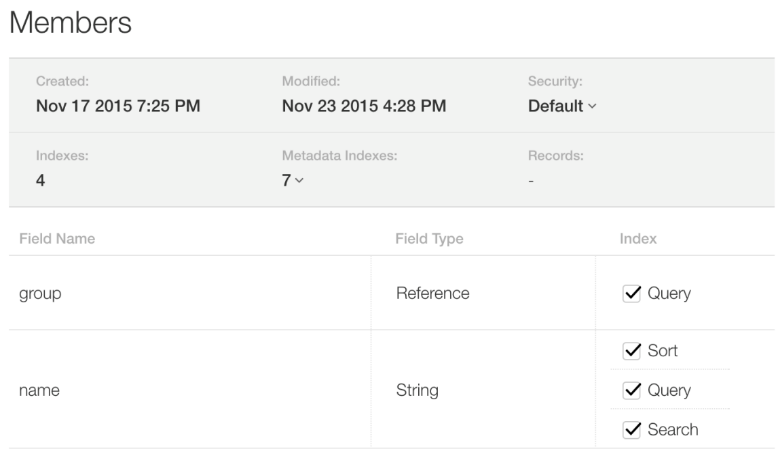 Members
Created: Modified: Security:
Nov 17 2015 7:25 PM Nov 23 2015 4:28 PM Default
Indexes: Metadata Indexes: Records:
4 7 -
Field Name Field Type Index
group Reference Query
Sort
name String Query
Search